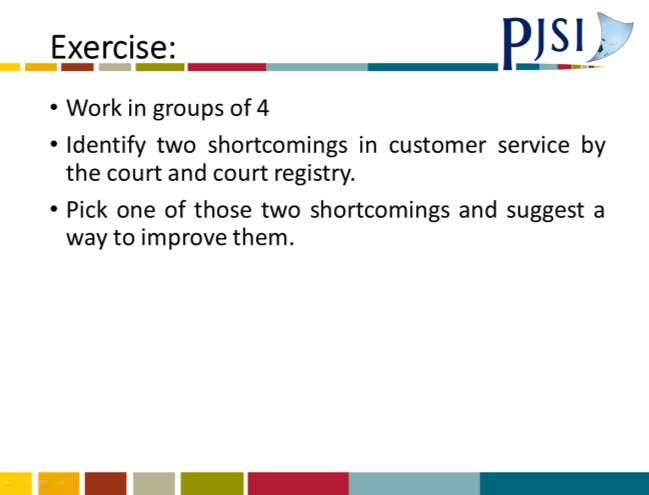 Exercise:
PJSI
• Work in groups of 4
• Identify two shortcomings in customer service by
the court and court registry.
• Pick one of those two shortcomings and suggest a
way to improve them.